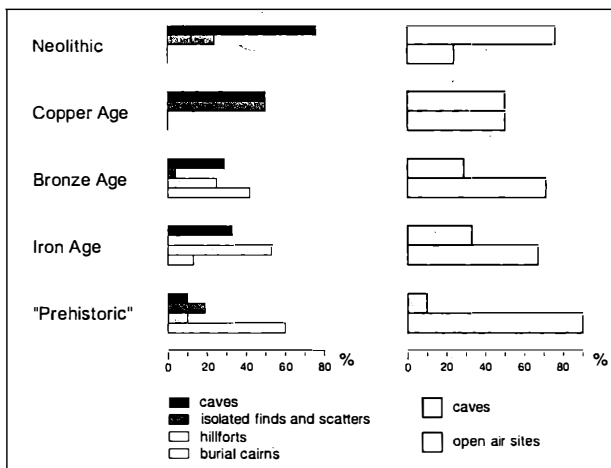 Neolithic
Copper Age
Bronze Age
Iron Age
"Prehistoric"
0 20 40 60 80 %
0 20 40 60 80 %
caves
isolated finds and scatters
hillforts
burial cairns
caves
open air sites